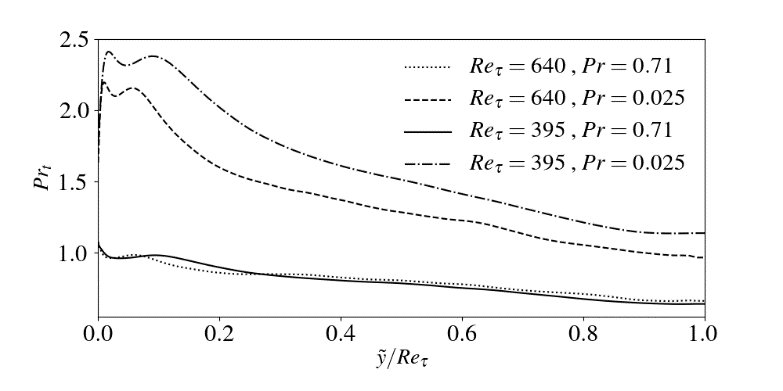 2.5
2.0
1.5
1.0
Pr_t
0.0 0.2 0.4 0.6 0.8 1.0
ỹ/Re_τ
Re_τ = 640 , Pr = 0.71
Re_τ = 640 , Pr = 0.025
Re_τ = 395 , Pr = 0.71
Re_τ = 395 , Pr = 0.025